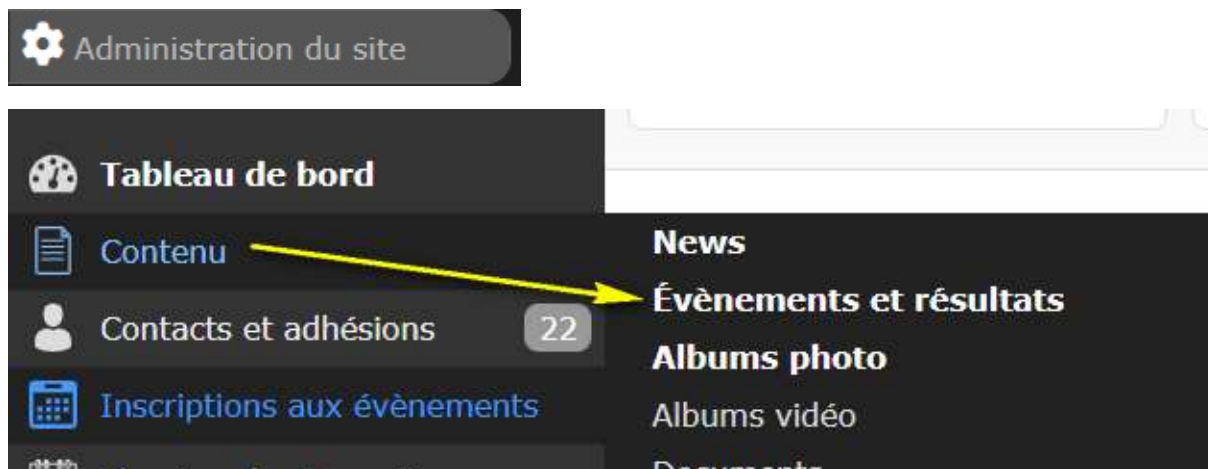 Administration du site
Tableau de bord
Contenu
Contacts et adhésions 22
Inscriptions aux évènements
News
Évènements et résultats
Albums photo
Albums vidéo